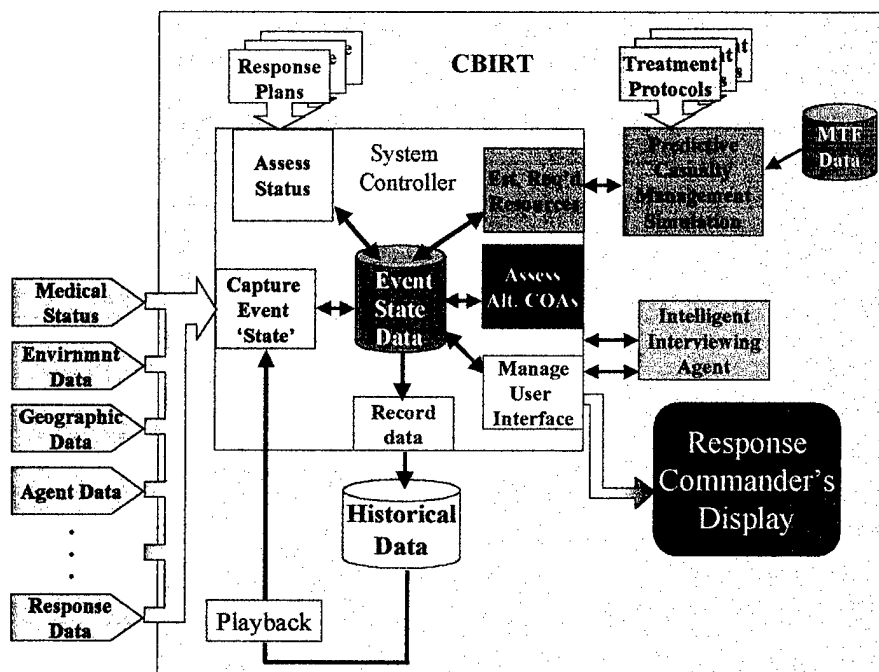 CBIRT
Response
Plans
Treatment
Protocols
MTF
Data
Assess
Status
System
Controller
Est. Req'd
Resources
Predictive
Casualty
Management
Simulation
Medical
Status
Capture
Event
'State'
Event
State
Data
Assess
Alt. COAs
Intelligent
Interviewing
Agent
Envirnmnt
Data
Manage
User
Interface
Geographic
Data
Record
data
Response
Commander's
Display
Agent Data
Historical
Data
Response
Data
Playback